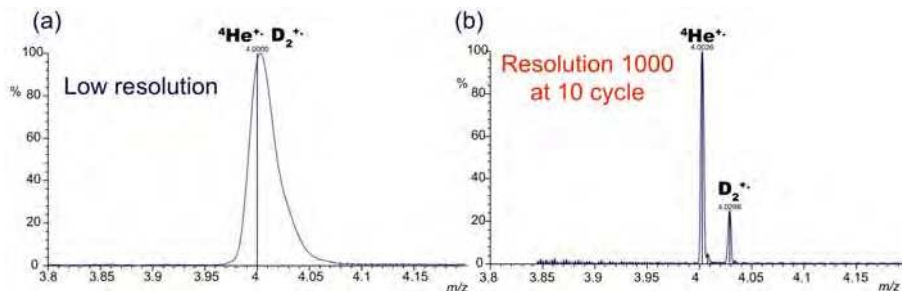 (a)
⁴He⁺· D₂⁺·
4.0000
Low resolution
%
100
80
60
40
20
0
3.8 3.85 3.9 3.95 4 4.05 4.1 4.15
m/z
(b)
⁴He⁺·
4.0026
Resolution 1000
at 10 cycle
D₂⁺·
%
100
80
60
40
20
0
3.8 3.85 3.9 3.95 4 4.05 4.1 4.15
m/z